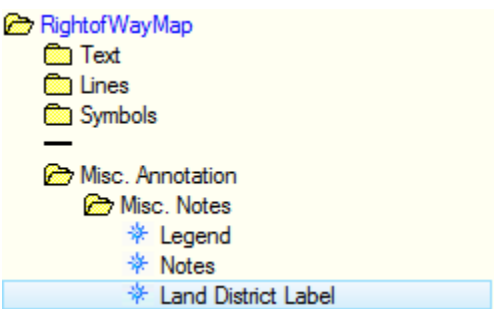 RightofWayMap
Text
Lines
Symbols
Misc. Annotation
Misc. Notes
Legend
Notes
Land District Label